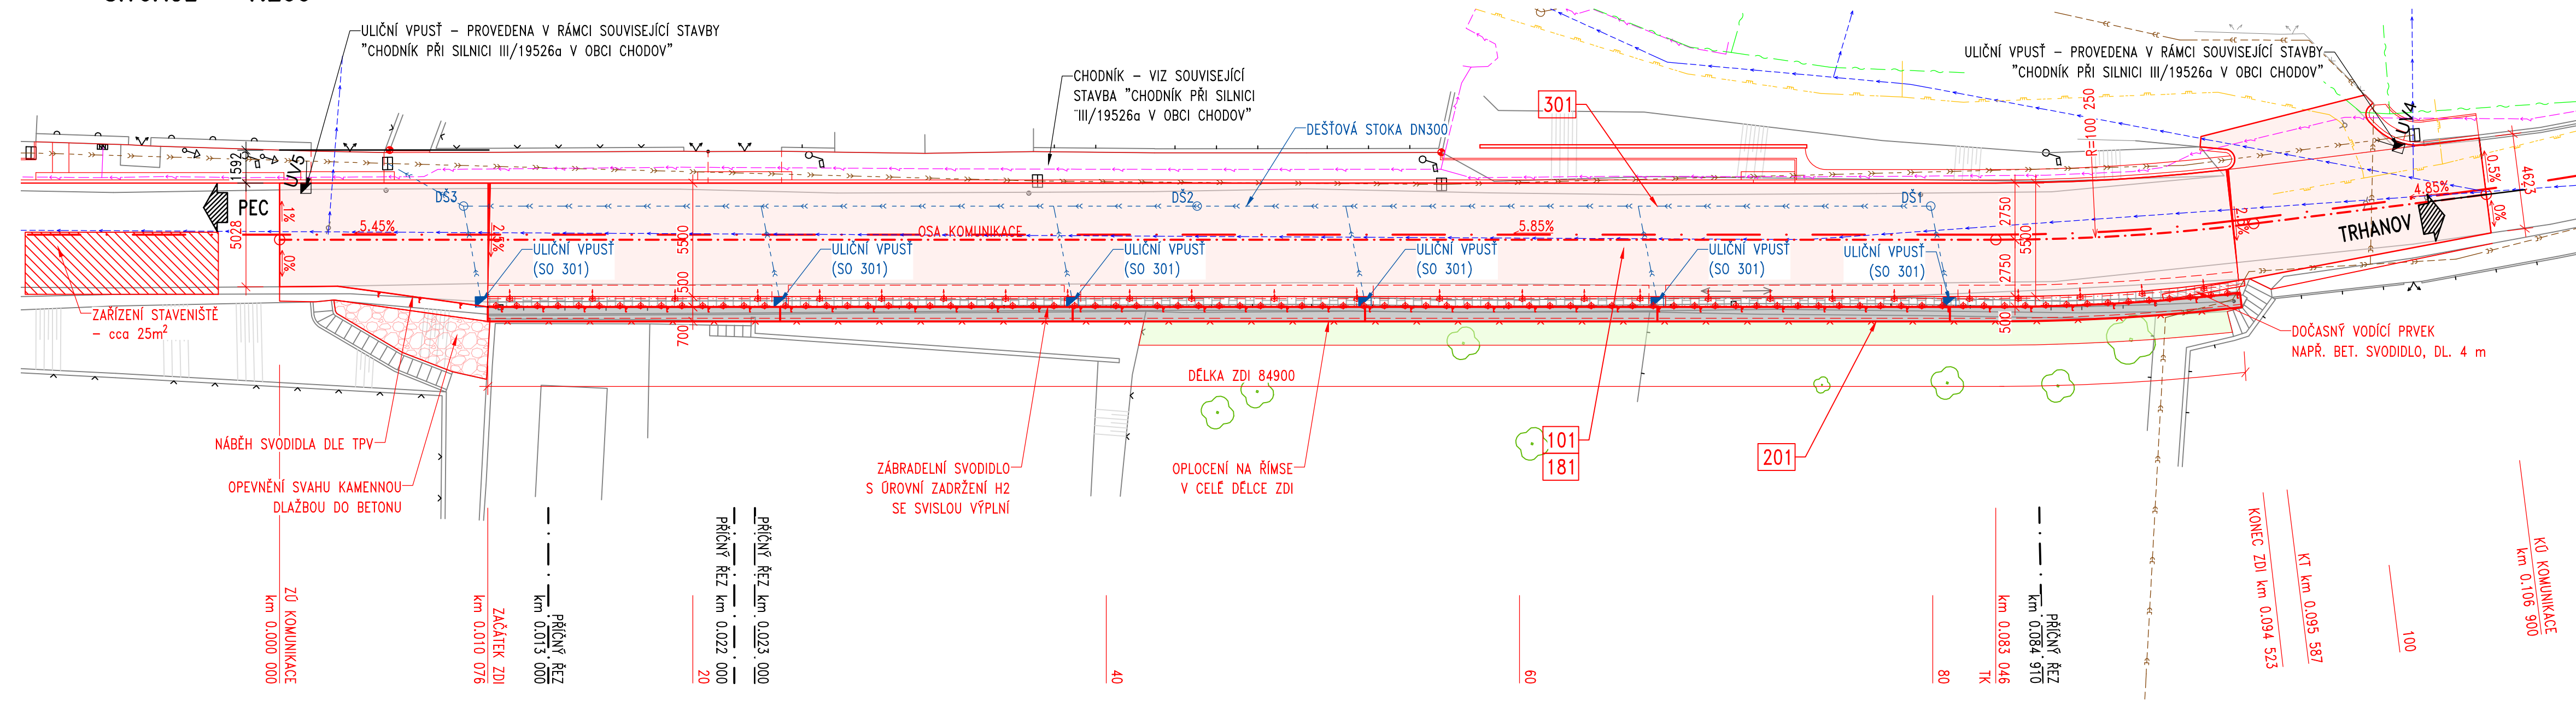 ULIČNÍ VPUSŤ – PROVEDENA V RÁMCI SOUVISEJÍCÍ STAVBY
"CHODNÍK PŘI SILNICI III/19526a V OBCI CHODOV"
CHODNÍK – VIZ SOUVISEJÍCÍ
STAVBA "CHODNÍK PŘI SILNICI
III/19526a V OBCI CHODOV"
ULIČNÍ VPUSŤ – PROVEDENA V RÁMCI SOUVISEJÍCÍ STAVBY
"CHODNÍK PŘI SILNICI III/19526a V OBCI CHODOV"
301
DEŠŤOVÁ STOKA DN300
R=100 250
UV4
UV5
1592
PEC
5028
1%
0%
5.45%
2.5%
DŠ3
DŠ2
DŠ1
OSA KOMUNIKACE
5.85%
5500
500
700
2750
2750
5500
500
2.5%
4.85%
0.5%
0%
4623
TRHANOV
ULIČNÍ VPUSŤ
(SO 301)
ULIČNÍ VPUSŤ
(SO 301)
ULIČNÍ VPUSŤ
(SO 301)
ULIČNÍ VPUSŤ
(SO 301)
ULIČNÍ VPUSŤ
(SO 301)
ULIČNÍ VPUSŤ
(SO 301)
ZAŘÍZENÍ STAVENIŠTĚ
– cca 25m²
DOČASNÝ VODÍCÍ PRVEK
NAPŘ. BET. SVODIDLO, DL. 4 m
DÉLKA ZDI 84900
NÁBĚH SVODIDLA DLE TPV
OPEVNĚNÍ SVAHU KAMENNOU
DLAŽBOU DO BETONU
ZÁBRADELNÍ SVODIDLO
S ÚROVNÍ ZADRŽENÍ H2
SE SVISLOU VÝPLNÍ
OPLOCENÍ NA ŘÍMSE
V CELÉ DÉLCE ZDI
101
181
201
ZÚ KOMUNIKACE
km 0.000 000
ZAČÁTEK ZDI
km 0.010 076
PŘÍČNÝ ŘEZ
km 0.013 000
20
PŘÍČNÝ ŘEZ km 0.022 000
PŘÍČNÝ ŘEZ km 0.023 000
40
60
80
TK
km 0.083 046
PŘÍČNÝ ŘEZ
km 0.084 910
KONEC ZDI km 0.094 523
KT km 0.095 587
100
KÚ KOMUNIKACE
km 0.106 900